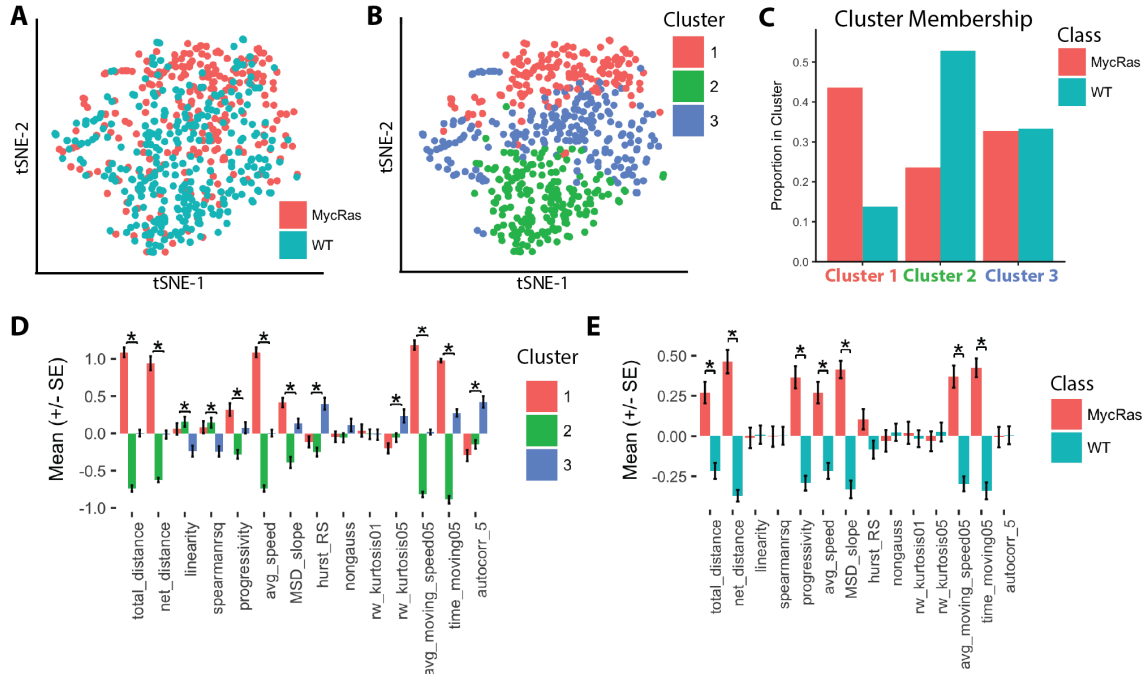 A
tSNE-2
tSNE-1
MycRas
WT
B
Cluster
1
2
3
tSNE-2
tSNE-1
C
Cluster Membership
Class
MycRas
WT
Proportion in Cluster
0.5
0.4
0.3
0.2
0.1
0.0
Cluster 1 Cluster 2 Cluster 3
D
Mean (+/- SE)
1.0
0.5
0.0
-0.5
-1.0
* * * * * * * * * * * *
Cluster
1
2
3
total_distance
net_distance
linearity
spearmanrsq
progressivity
avg_speed
MSD_slope
hurst_RS
nongauss
rw_kurtosis01
rw_kurtosis05
avg_moving_speed05
time_moving05
autocorr_5
E
Mean (+/- SE)
0.50
0.25
0.00
-0.25
* * * * * * *
Class
MycRas
WT
total_distance
net_distance
linearity
spearmanrsq
progressivity
avg_speed
MSD_slope
hurst_RS
nongauss
rw_kurtosis01
rw_kurtosis05
avg_moving_speed05
time_moving05
autocorr_5